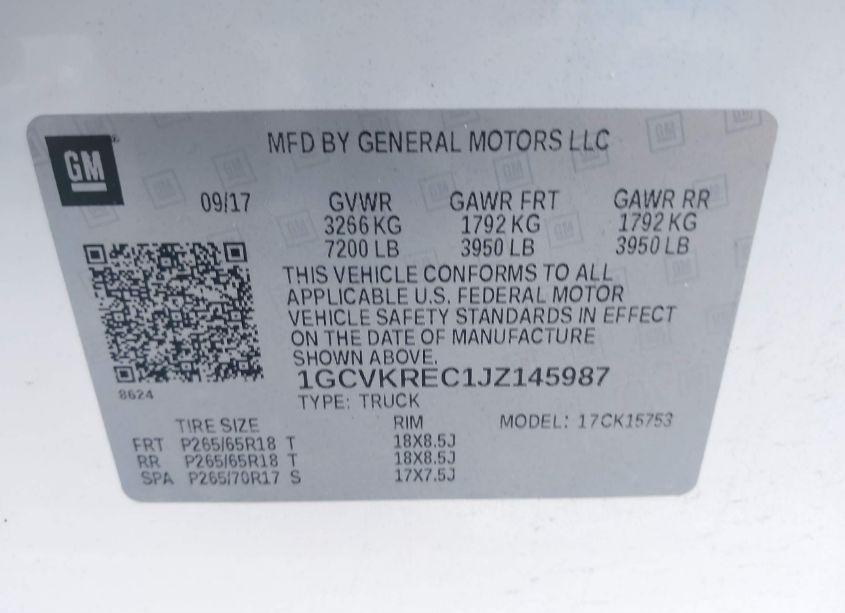 GM
MFD BY GENERAL MOTORS LLC
09/17 GVWR GAWR FRT GAWR RR
3266 KG 1792 KG 1792 KG
7200 LB 3950 LB 3950 LB
THIS VEHICLE CONFORMS TO ALL
APPLICABLE U.S. FEDERAL MOTOR
VEHICLE SAFETY STANDARDS IN EFFECT
ON THE DATE OF MANUFACTURE
SHOWN ABOVE.
1GCVKREC1JZ145987
8624
TYPE: TRUCK
TIRE SIZE RIM MODEL: 17CK15753
FRT P265/65R18 T 18X8.5J
RR P265/65R18 T 18X8.5J
SPA P265/70R17 S 17X7.5J